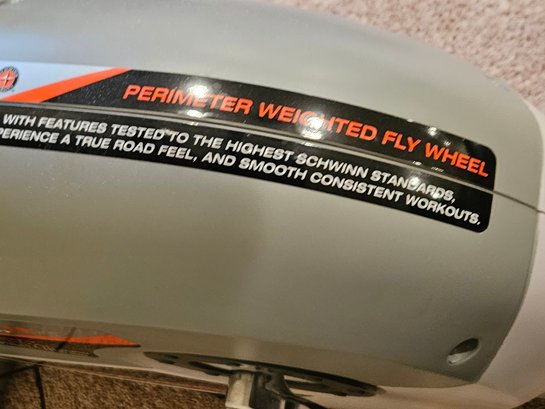 PERIMETER WEIGHTED FLY WHEEL
WITH FEATURES TESTED TO THE HIGHEST SCHWINN STANDARDS,
A TRUE ROAD FEEL, AND SMOOTH CONSISTENT WORKOUTS.